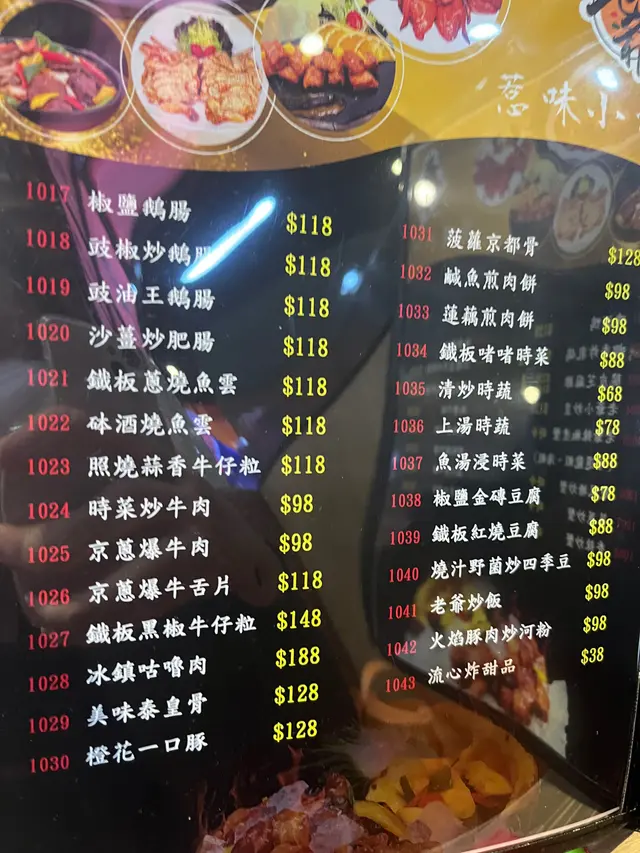 惹味小
1017 椒鹽鵝腸 $118
1018 豉椒炒鵝腸 $118
1019 豉油王鵝腸 $118
1020 沙薑炒肥腸 $118
1021 鐵板蔥燒魚雲 $118
1022 砵酒燒魚雲 $118
1023 照燒蒜香牛仔粒 $118
1024 時菜炒牛肉 $98
1025 京蔥爆牛肉 $98
1026 京蔥爆牛舌片 $118
1027 鐵板黑椒牛仔粒 $148
1028 冰鎮咕嚕肉 $188
1029 美味泰皇骨 $128
1030 橙花一口豚 $128
1031 菠蘿京都骨 $128
1032 鹹魚煎肉餅 $98
1033 蓮藕煎肉餅 $98
1034 鐵板啫啫時菜 $88
1035 清炒時蔬 $68
1036 上湯時蔬 $78
1037 魚湯浸時菜 $88
1038 椒鹽金磚豆腐 $78
1039 鐵板紅燒豆腐 $88
1040 燒汁野菌炒四季豆 $98
1041 老爺炒飯 $98
1042 火焰豚肉炒河粉 $98
1043 流心炸甜品 $38